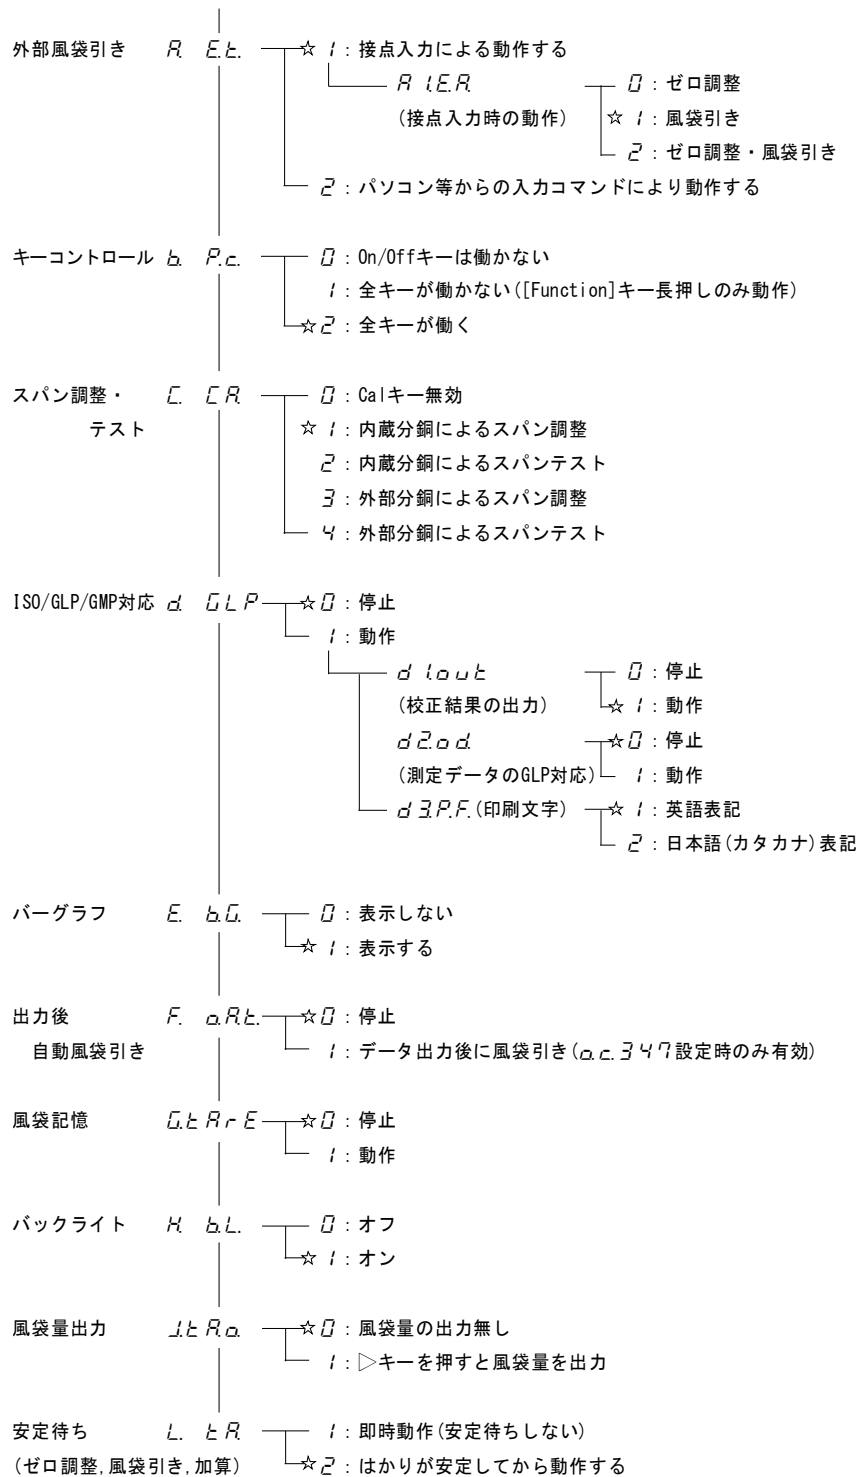 外部風袋引き A. E.t. ☆ 1 : 接点入力による動作する
A1.E.A. 0 : ゼロ調整
(接点入力時の動作) ☆ 1 : 風袋引き
2 : ゼロ調整・風袋引き
2 : パソコン等からの入力コマンドにより動作する
キーコントロール b. P.c. 0 : On/Offキーは働かない
1 : 全キーが働かない([Function]キー長押しのみ動作)
☆ 2 : 全キーが働く
スパン調整・ C. CA. 0 : Calキー無効
テスト ☆ 1 : 内蔵分銅によるスパン調整
2 : 内蔵分銅によるスパンテスト
3 : 外部分銅によるスパン調整
4 : 外部分銅によるスパンテスト
ISO/GLP/GMP対応 d. GLP ☆ 0 : 停止
1 : 動作
d1.out 0 : 停止
(校正結果の出力) ☆ 1 : 動作
d2.od. ☆ 0 : 停止
(測定データのGLP対応) 1 : 動作
d3.P.F. (印刷文字) ☆ 1 : 英語表記
2 : 日本語(カタカナ)表記
バーグラフ E. b.G. 0 : 表示しない
☆ 1 : 表示する
出力後 F. o.A.t. ☆ 0 : 停止
自動風袋引き 1 : データ出力後に風袋引き(o.c.347設定時のみ有効)
風袋記憶 G.tArE ☆ 0 : 停止
1 : 動作
バックライト H. b.L. 0 : オフ
☆ 1 : オン
風袋量出力 J.tA.o. ☆ 0 : 風袋量の出力無し
1 : ▷キーを押すと風袋量を出力
安定待ち L. tA. 1 : 即時動作(安定待ちしない)
(ゼロ調整,風袋引き,加算) ☆ 2 : はかりが安定してから動作する